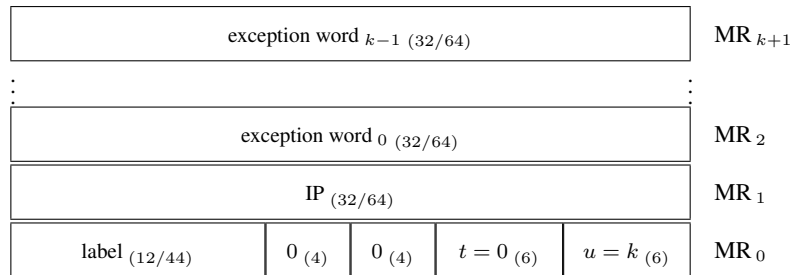 exception word k−1 (32/64) MR k+1
⋮ ⋮
exception word 0 (32/64) MR 2
IP (32/64) MR 1
label (12/44) 0 (4) 0 (4) t = 0 (6) u = k (6) MR 0